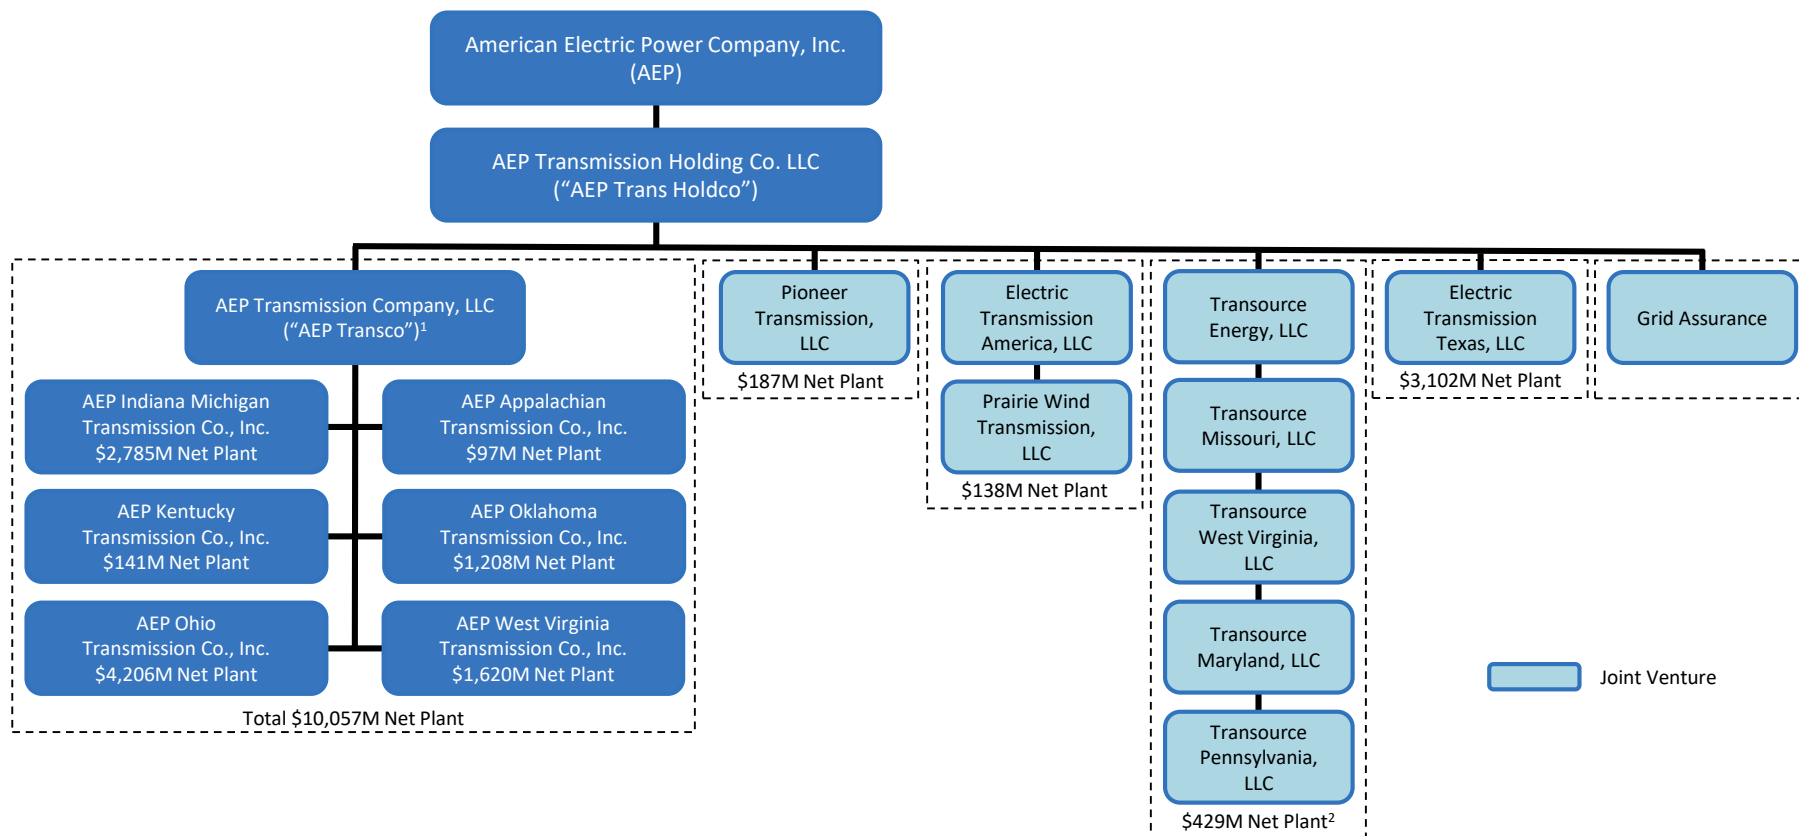 American Electric Power Company, Inc.
(AEP)
AEP Transmission Holding Co. LLC
(“AEP Trans Holdco”)
AEP Transmission Company, LLC
(“AEP Transco”)1
AEP Indiana Michigan
Transmission Co., Inc.
$2,785M Net Plant
AEP Appalachian
Transmission Co., Inc.
$97M Net Plant
AEP Kentucky
Transmission Co., Inc.
$141M Net Plant
AEP Oklahoma
Transmission Co., Inc.
$1,208M Net Plant
AEP Ohio
Transmission Co., Inc.
$4,206M Net Plant
AEP West Virginia
Transmission Co., Inc.
$1,620M Net Plant
Total $10,057M Net Plant
Pioneer
Transmission,
LLC
$187M Net Plant
Electric
Transmission
America, LLC
Prairie Wind
Transmission,
LLC
$138M Net Plant
Transource
Energy, LLC
Transource
Missouri, LLC
Transource
West Virginia,
LLC
Transource
Maryland, LLC
Transource
Pennsylvania,
LLC
$429M Net Plant2
Electric
Transmission
Texas, LLC
$3,102M Net Plant
Grid Assurance
Joint Venture